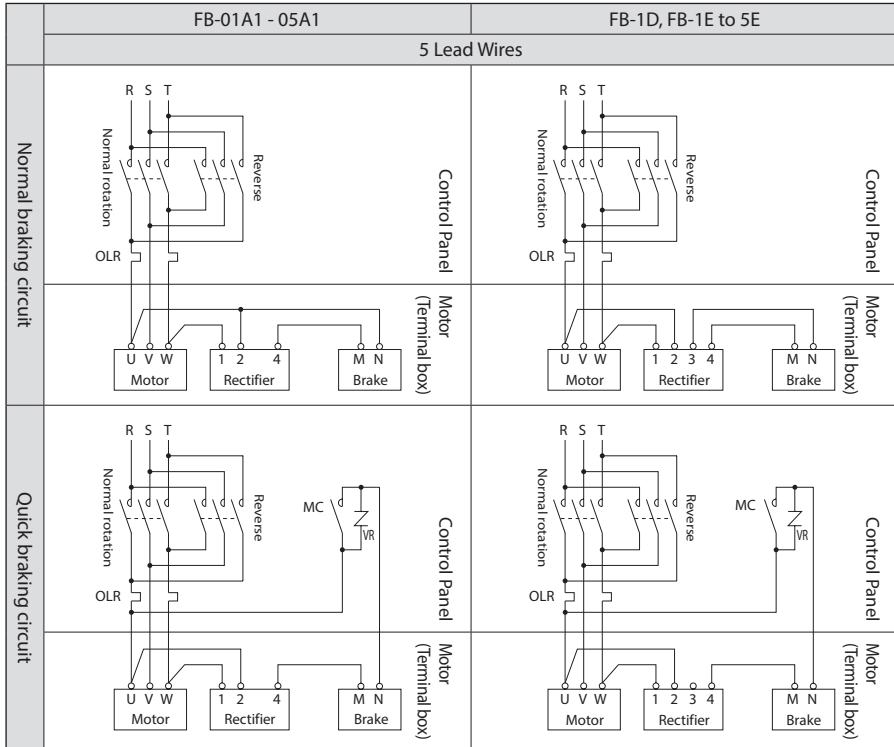 FB-01A1 - 05A1
FB-1D, FB-1E to 5E
5 Lead Wires
Normal braking circuit
R S T
Normal rotation
Reverse
OLR
Control Panel
Motor
(Terminal box)
U V W
Motor
1 2 4
Rectifier
M N
Brake
R S T
Normal rotation
Reverse
OLR
Control Panel
Motor
(Terminal box)
U V W
Motor
1 2 3 4
Rectifier
M N
Brake
Quick braking circuit
R S T
Normal rotation
Reverse
MC
VR
OLR
Control Panel
Motor
(Terminal box)
U V W
Motor
1 2 4
Rectifier
M N
Brake
R S T
Normal rotation
Reverse
MC
VR
OLR
Control Panel
Motor
(Terminal box)
U V W
Motor
1 2 3 4
Rectifier
M N
Brake